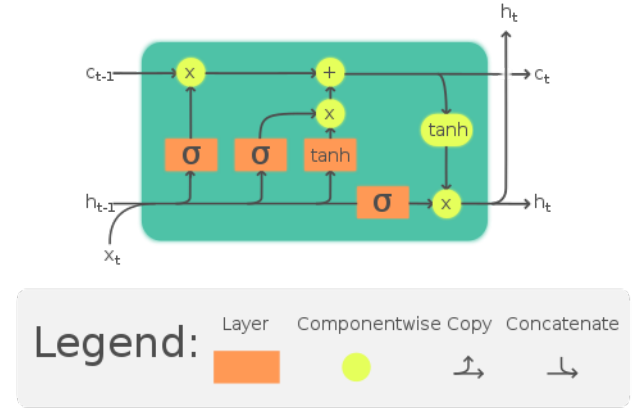 hₜ
cₜ₋₁ x + cₜ
x tanh
σ σ tanh
hₜ₋₁ σ x hₜ
xₜ
Legend: Layer Componentwise Copy Concatenate